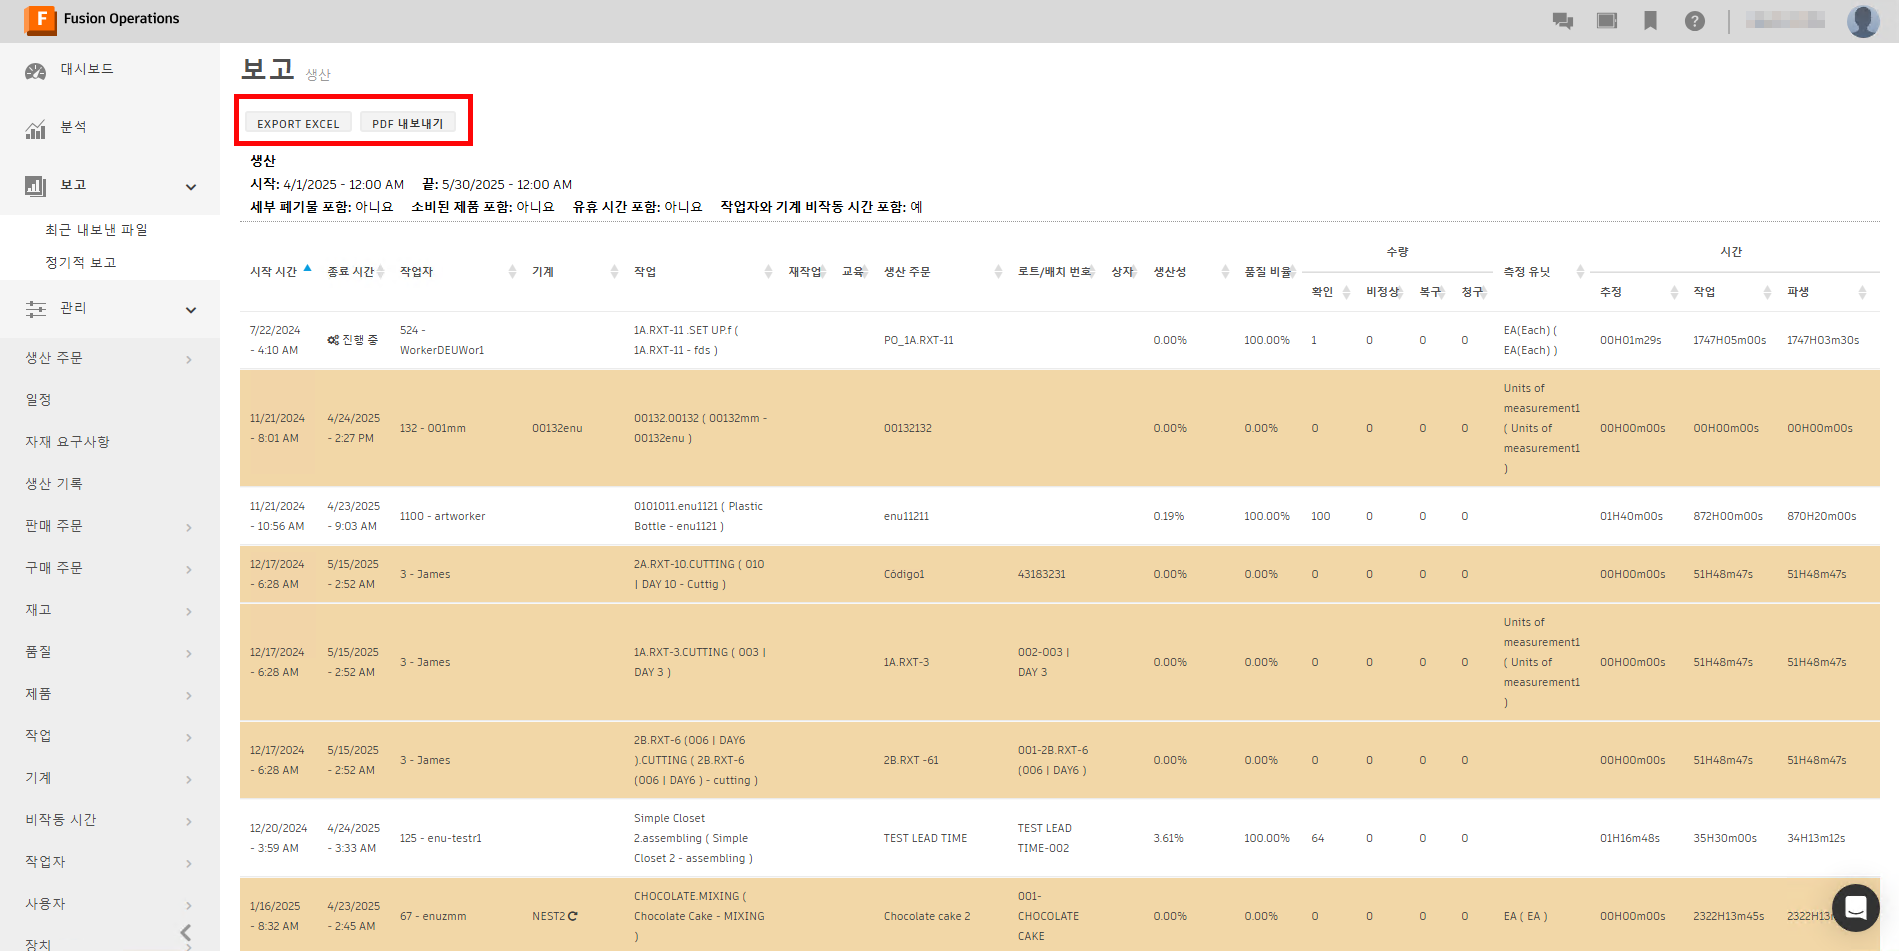 F Fusion Operations
대시보드
분석
보고
최근 내보낸 파일
정기적 보고
관리
생산 주문
일정
자재 요구사항
생산 기록
판매 주문
구매 주문
재고
품질
제품
작업
기계
비작동 시간
작업자
사용자
장치
보고 생산
EXPORT EXCEL PDF 내보내기
생산
시작: 4/1/2025 - 12:00 AM 끝: 5/30/2025 - 12:00 AM
세부 폐기물 포함: 아니요 소비된 제품 포함: 아니요 유휴 시간 포함: 아니요 작업자와 기계 비작동 시간 포함: 예
수량 시간
시작 시간 종료 시간 작업자 기계 작업 재작업 교육 생산 주문 로트/배치 번호 상자 생산성 품질 비율 측정 유닛
확인 비정상 복구 청구 추정 작업 파생
7/22/2024 524 - 1A.RXT-11 .SET UP.f ( EA(Each) (
진행 중 PO_1A.RXT-11 0.00% 100.00% 1 0 0 0 00H01m29s 1747H05m00s 1747H03m30s
- 4:10 AM WorkerDEUWor1 1A.RXT-11 - fds ) EA(Each) )
Units of
measurement1
11/21/2024 4/24/2025 00132.00132 ( 00132mm -
132 - 001mm 00132enu 00132132 0.00% 0.00% 0 0 0 0 ( Units of 00H00m00s 00H00m00s 00H00m00s
- 8:01 AM - 2:27 PM 00132enu )
measurement1
)
11/21/2024 4/23/2025 0101011.enu1121 ( Plastic
1100 - artworker enu11211 0.19% 100.00% 100 0 0 0 01H40m00s 872H00m00s 870H20m00s
- 10:56 AM - 9:03 AM Bottle - enu1121 )
12/17/2024 5/15/2025 2A.RXT-10.CUTTING ( 010
3 - James Código1 43183231 0.00% 0.00% 0 0 0 0 00H00m00s 51H48m47s 51H48m47s
- 6:28 AM - 2:52 AM | DAY 10 - Cuttig )
Units of
measurement1
12/17/2024 5/15/2025 1A.RXT-3.CUTTING ( 003 | 002-003 |
3 - James 1A.RXT-3 0.00% 0.00% 0 0 0 0 ( Units of 00H00m00s 51H48m47s 51H48m47s
- 6:28 AM - 2:52 AM DAY 3 ) DAY 3
measurement1
)
2B.RXT-6 (006 | DAY6
12/17/2024 5/15/2025 001-2B.RXT-6
3 - James ).CUTTING ( 2B.RXT-6 2B.RXT -61 0.00% 0.00% 0 0 0 0 00H00m00s 51H48m47s 51H48m47s
- 6:28 AM - 2:52 AM (006 | DAY6 )
(006 | DAY6 ) - cutting )
Simple Closet
12/20/2024 4/24/2025 TEST LEAD
125 - enu-testr1 2.assembling ( Simple TEST LEAD TIME 3.61% 100.00% 64 0 0 0 01H16m48s 35H30m00s 34H13m12s
- 3:59 AM - 3:33 AM TIME-002
Closet 2 - assembling )
CHOCOLATE.MIXING ( 001-
1/16/2025 4/23/2025
67 - enuzmm NEST2 Chocolate Cake - MIXING Chocolate cake 2 CHOCOLATE 0.00% 0.00% 0 0 0 0 EA ( EA ) 00H00m00s 2322H13m45s 2322H13
- 8:32 AM - 2:45 AM
) CAKE